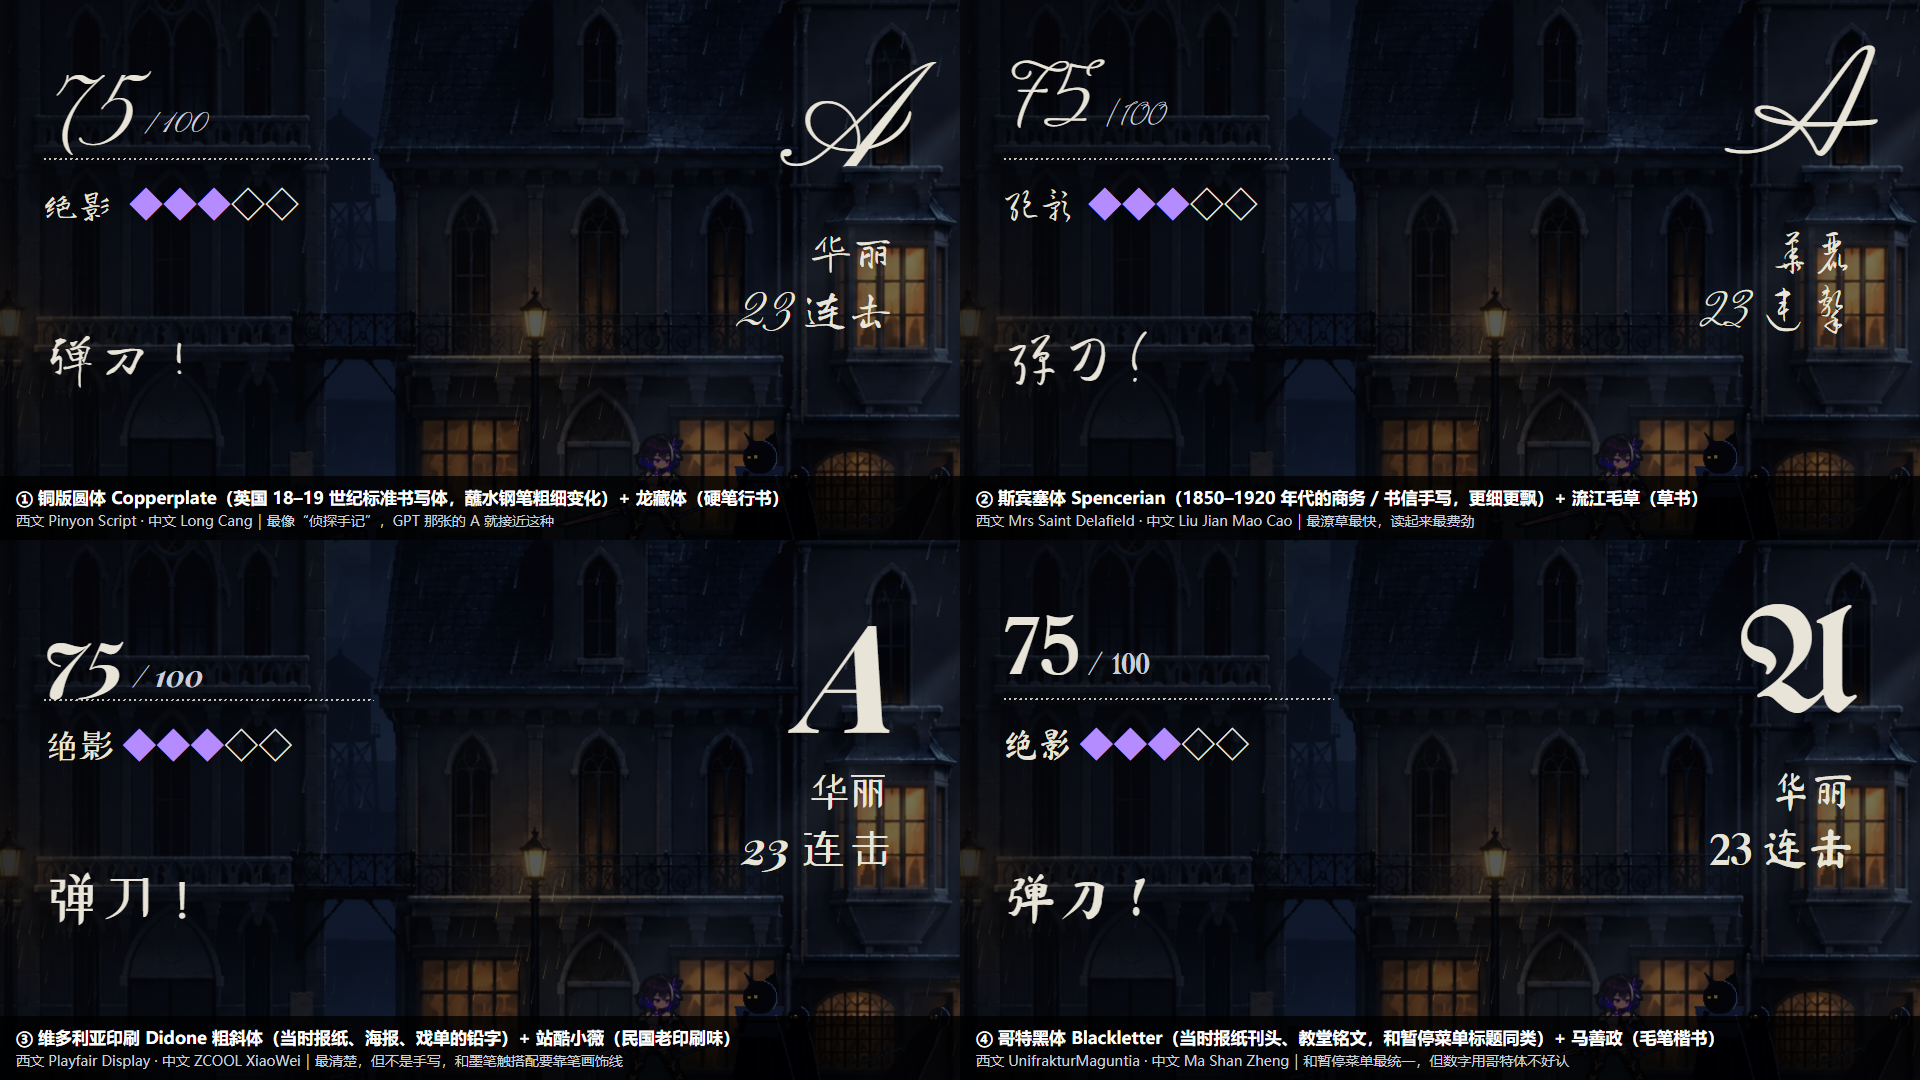 75 / 100
A
绝影
华丽
23 连击
弹刀！
① 铜版圆体 Copperplate（英国 18–19 世纪标准书写体，蘸水钢笔粗细变化）+ 龙藏体（硬笔行书）
西文 Pinyon Script · 中文 Long Cang | 最像“侦探手记”，GPT 那张的 A 就接近这种
75 / 100
A
绝影
華麗
23 連擊
弹刀！
② 斯宾塞体 Spencerian（1850–1920 年代的商务 / 书信手写，更细更飘）+ 流江毛草（草书）
西文 Mrs Saint Delafield · 中文 Liu Jian Mao Cao | 最潦草最快，读起来最费劲
75 / 100
A
绝影
华丽
23 连击
弹刀！
③ 维多利亚印刷 Didone 粗斜体（当时报纸、海报、戏单的铅字）+ 站酷小薇（民国老印刷味）
西文 Playfair Display · 中文 ZCOOL XiaoWei | 最清楚，但不是手写，和墨笔触搭配要靠笔画饰线
75 / 100
A
绝影
华丽
23 连击
弹刀！
④ 哥特黑体 Blackletter（当时报纸刊头、教堂铭文，和暂停菜单标题同类）+ 马善政（毛笔楷书）
西文 UnifrakturMaguntia · 中文 Ma Shan Zheng | 和暂停菜单最统一，但数字用哥特体不好认